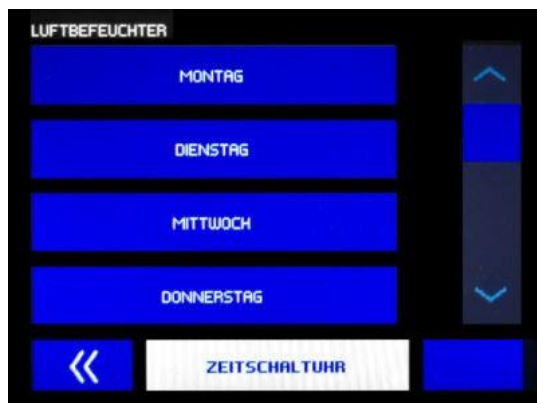 LUFTBEFEUCHTER
MONTAG
DIENSTAG
MITTWOCH
DONNERSTAG
ZEITSCHALTUHR